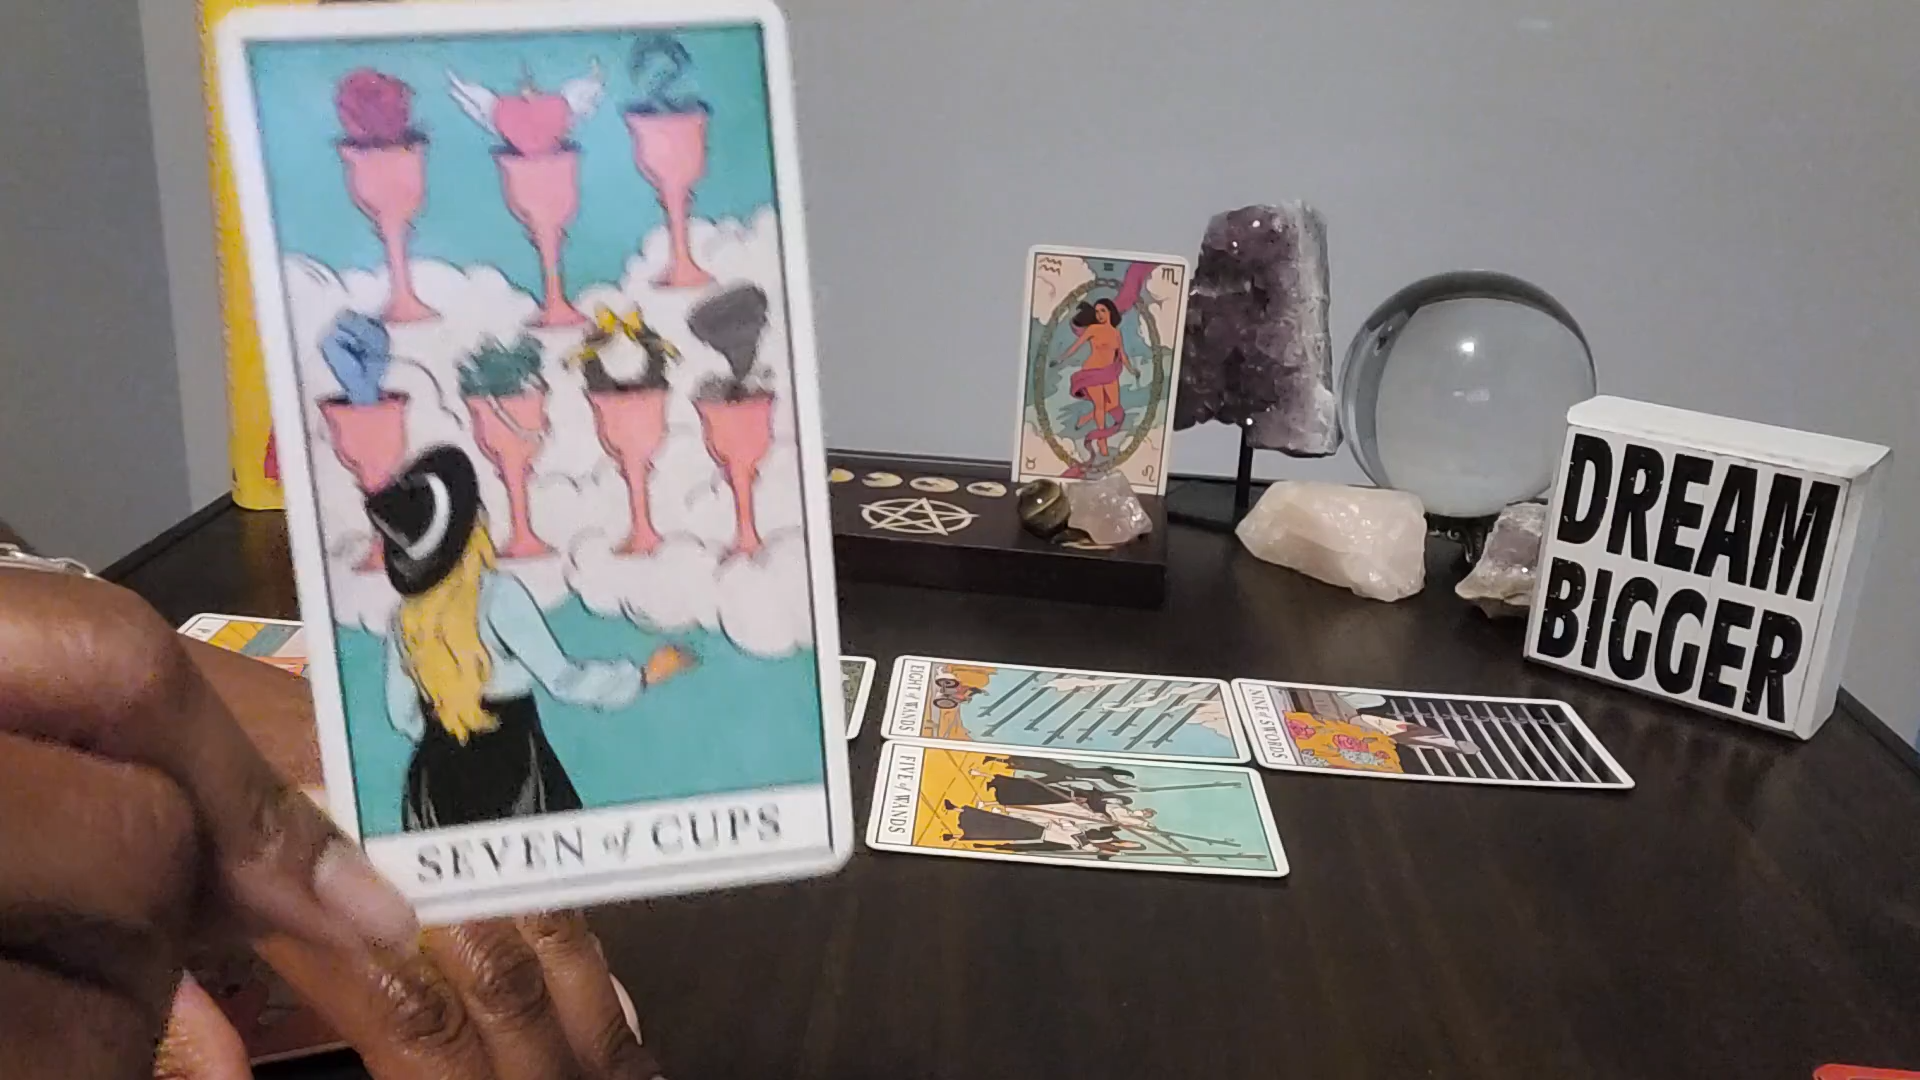 SEVEN of CUPS
DREAM
BIGGER
EIGHT of WANDS
NINE of SWORDS
FIVE of WANDS